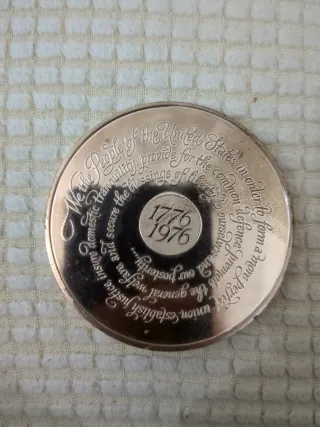 We the People of the United States, in order to form a more perfect union, establish justice, insure domestic tranquility, provide for the common defence, promote the general welfare and secure the blessings of liberty to ourselves and our posterity...
1776
1976